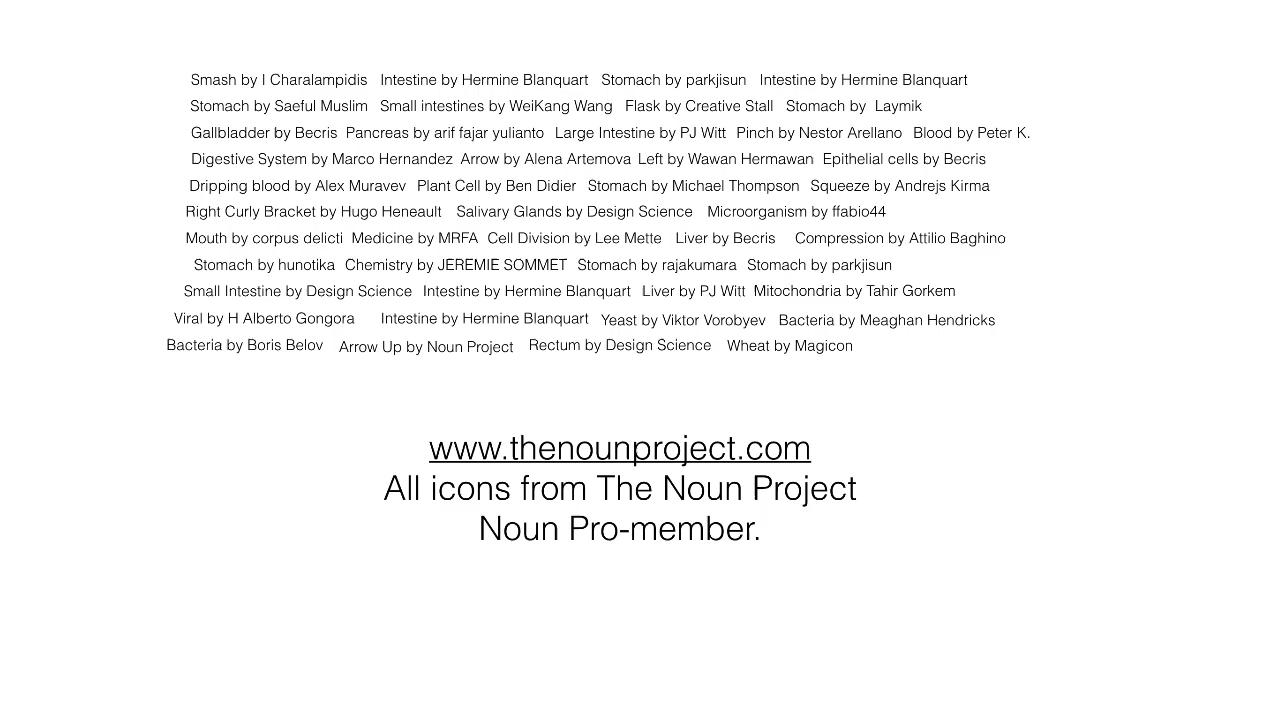 Smash by I Charalampidis Intestine by Hermine Blanquart Stomach by parkjisun Intestine by Hermine Blanquart
Stomach by Saeful Muslim Small intestines by WeiKang Wang Flask by Creative Stall Stomach by Laymik
Gallbladder by Becris Pancreas by arif fajar yulianto Large Intestine by PJ Witt Pinch by Nestor Arellano Blood by Peter K.
Digestive System by Marco Hernandez Arrow by Alena Artemova Left by Wawan Hermawan Epithelial cells by Becris
Dripping blood by Alex Muravev Plant Cell by Ben Didier Stomach by Michael Thompson Squeeze by Andrejs Kirma
Right Curly Bracket by Hugo Heneault Salivary Glands by Design Science Microorganism by ffabio44
Mouth by corpus delicti Medicine by MRFA Cell Division by Lee Mette Liver by Becris Compression by Attilio Baghino
Stomach by hunotika Chemistry by JEREMIE SOMMET Stomach by rajakumara Stomach by parkjisun
Small Intestine by Design Science Intestine by Hermine Blanquart Liver by PJ Witt Mitochondria by Tahir Gorkem
Viral by H Alberto Gongora Intestine by Hermine Blanquart Yeast by Viktor Vorobyev Bacteria by Meaghan Hendricks
Bacteria by Boris Belov Arrow Up by Noun Project Rectum by Design Science Wheat by Magicon
www.thenounproject.com
All icons from The Noun Project
Noun Pro-member.